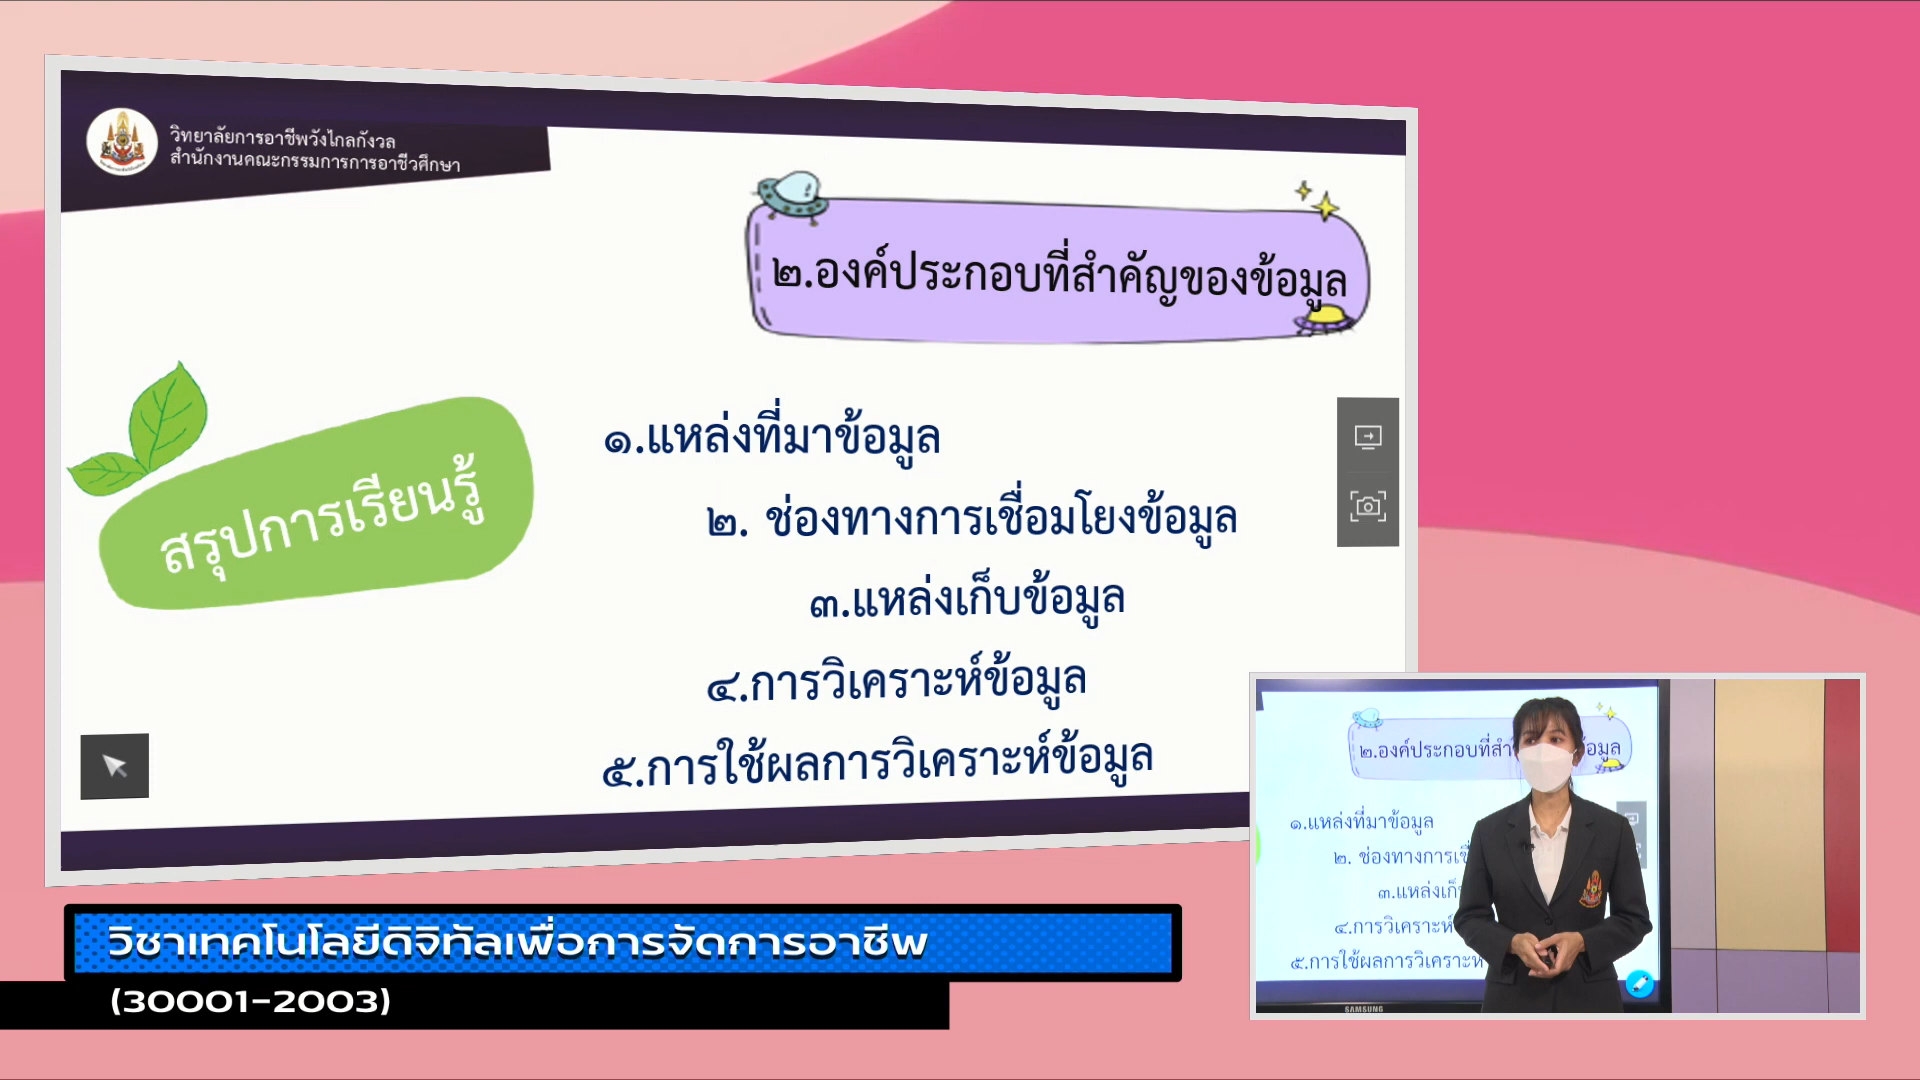 วิทยาลัยการอาชีพวังไกลกังวล
สำนักงานคณะกรรมการการอาชีวศึกษา
๒.องค์ประกอบที่สำคัญของข้อมูล
สรุปการเรียนรู้
๑.แหล่งที่มาข้อมูล
๒. ช่องทางการเชื่อมโยงข้อมูล
๓.แหล่งเก็บข้อมูล
๔.การวิเคราะห์ข้อมูล
๕.การใช้ผลการวิเคราะห์ข้อมูล
๒.องค์ประกอบที่สำ อมูล
๑.แหล่งที่มาข้อมูล
๒. ช่องทางการเชื่
๓.แหล่งเก็บ
๔.การวิเคราะห์
๕.การใช้ผลการวิเคราะห์
SAMSUNG
วิชาเทคโนโลยีดิจิทัลเพื่อการจัดการอาชีพ
(30001-2003)